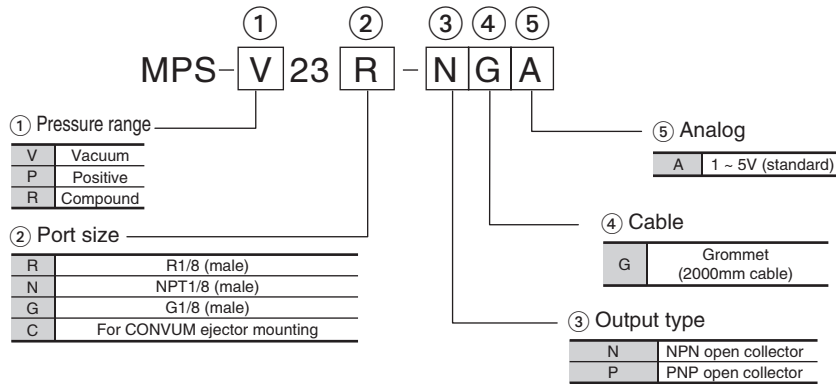 ① ② ③ ④ ⑤
MPS-V 23 R - N G A
① Pressure range
V Vacuum
P Positive
R Compound
② Port size
R R1/8 (male)
N NPT1/8 (male)
G G1/8 (male)
C For CONVUM ejector mounting
⑤ Analog
A 1 ~ 5V (standard)
④ Cable
G Grommet
(2000mm cable)
③ Output type
N NPN open collector
P PNP open collector